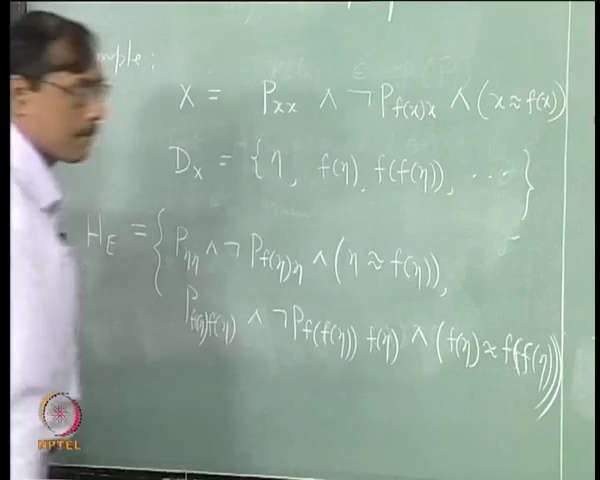 mple:
X = Pxx ∧ ¬Pf(x)x ∧ (x ≈ f(x))
Dx = {η, f(η), f(f(η)), ... }
HE = {Pηη ∧ ¬Pf(η)η ∧ (η ≈ f(η)),
Pf(η)f(η) ∧ ¬Pf(f(η)) f(η) ∧ (f(η) ≈ f(f(η)))
NPTEL